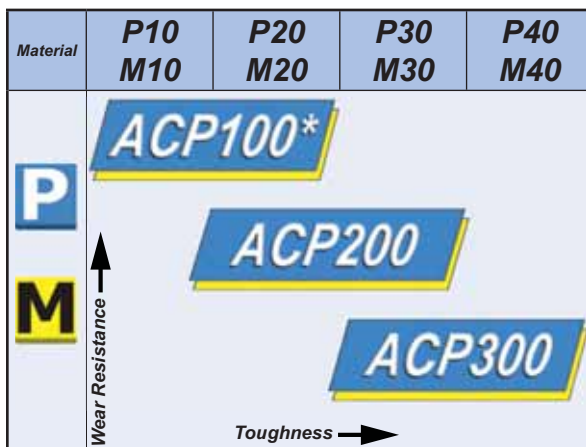 Material
P10 P20 P30 P40
M10 M20 M30 M40
ACP100*
P
ACP200
M
ACP300
Wear Resistance
Toughness